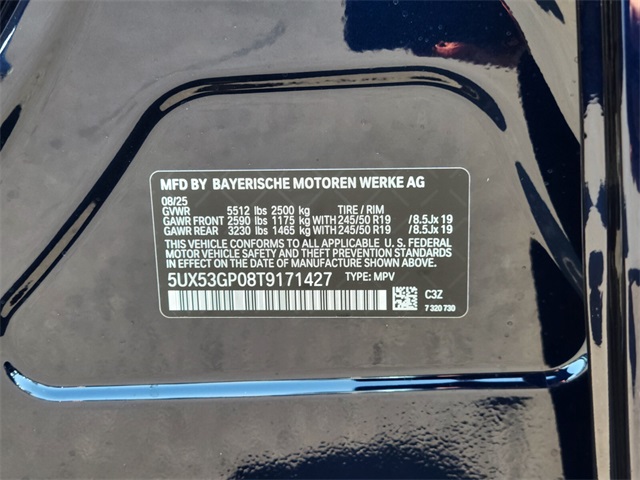 MFD BY BAYERISCHE MOTOREN WERKE AG
08/25
GVWR 5512 lbs 2500 kg TIRE / RIM
GAWR FRONT 2590 lbs 1175 kg WITH 245/50 R19 /8.5Jx 19
GAWR REAR 3230 lbs 1465 kg WITH 245/50 R19 /8.5Jx 19
THIS VEHICLE CONFORMS TO ALL APPLICABLE U. S. FEDERAL
MOTOR VEHICLE SAFETY AND THEFT PREVENTION STANDARDS
IN EFFECT ON THE DATE OF MANUFACTURE SHOWN ABOVE.
5UX53GP08T9171427 TYPE: MPV
C3Z
7 320 730